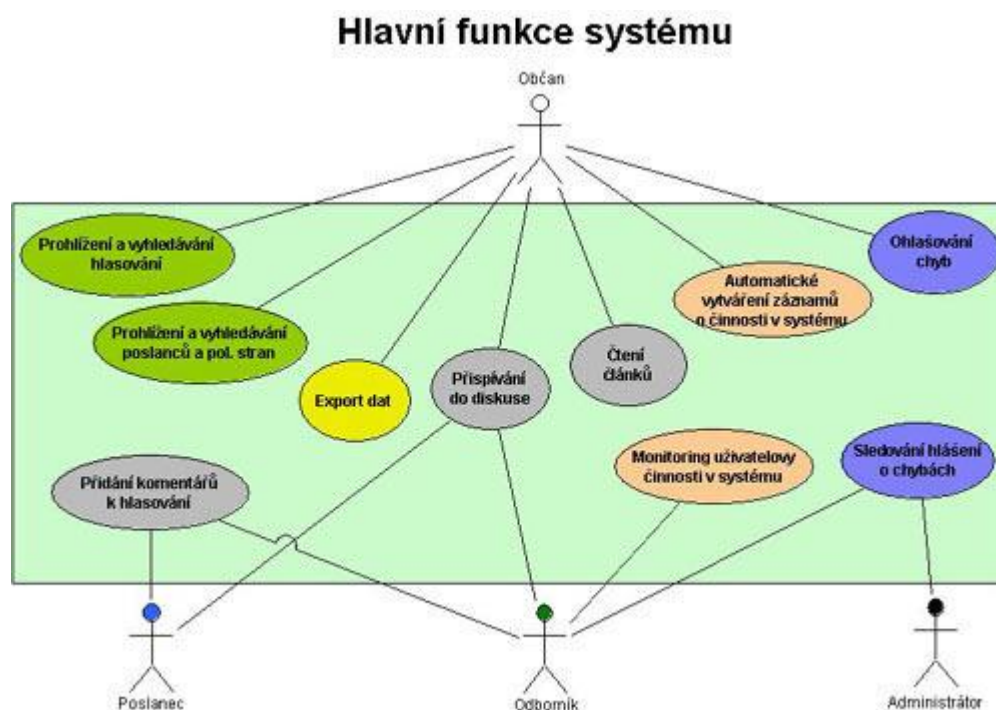 Hlavní funkce systému
Občan
Prohlížení a vyhledávání
hlasování
Ohlašování
chyb
Automatické
vytváření záznamů
o činnosti v systému
Prohlížení a vyhledávání
poslanců a pol. stran
Čtení
článků
Export dat
Přispívání
do diskuse
Přidání komentářů
k hlasování
Monitoring uživatelovy
činnosti v systému
Sledování hlášení
o chybách
Poslanec
Odborník
Administrátor